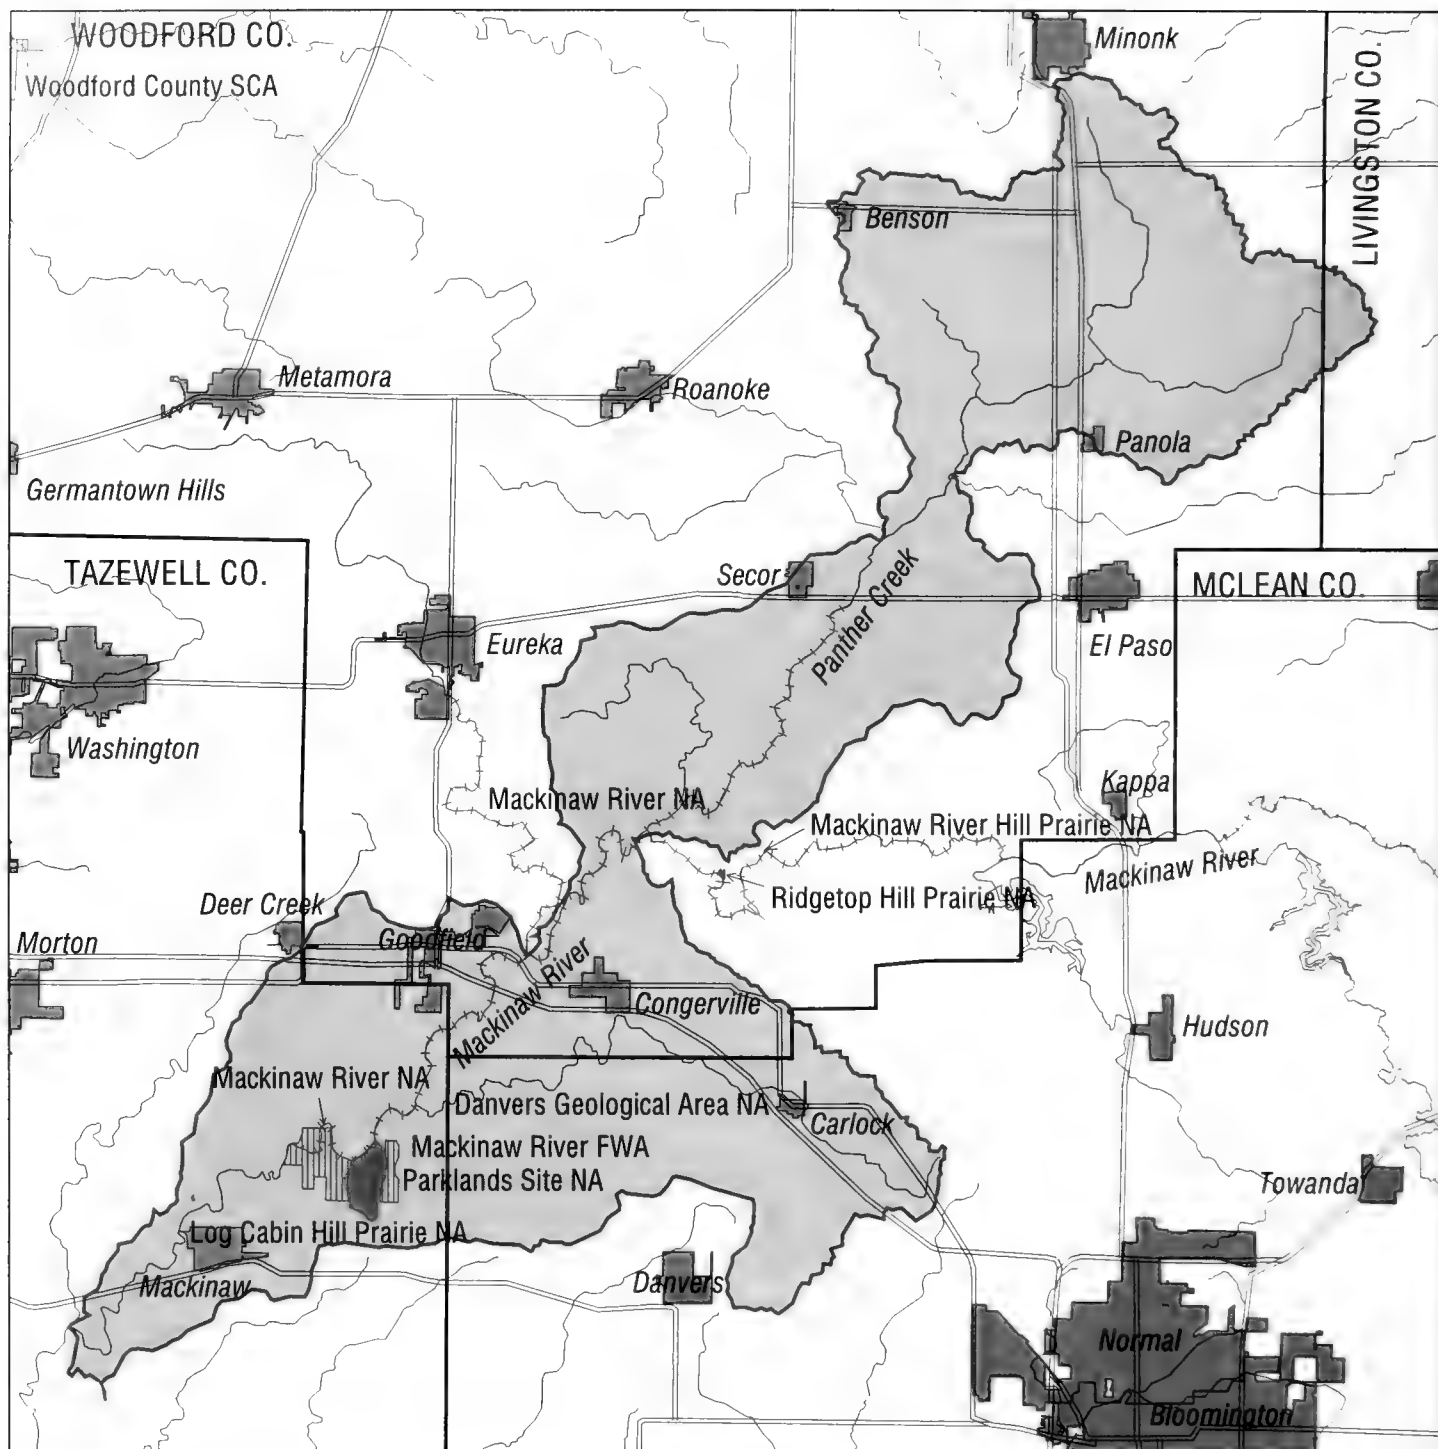 WOODFORD CO.
Woodford County SCA
Minonk
LIVINGSTON CO.
Benson
Metamora
Roanoke
Panola
Germantown Hills
TAZEWELL CO.
Secor
Panther Creek
MCLEAN CO.
Eureka
El Paso
Washington
Kappa
Mackinaw River NA
Mackinaw River Hill Prairie NA
Mackinaw River
Ridgetop Hill Prairie NA
Deer Creek
Goodfield
Morton
Mackinaw River
Congerville
Hudson
Mackinaw River NA
Danvers Geological Area NA
Carlock
Mackinaw River FWA
Parklands Site NA
Towanda
Log Cabin Hill Prairie NA
Mackinaw
Danvers
Normal
Bloomington